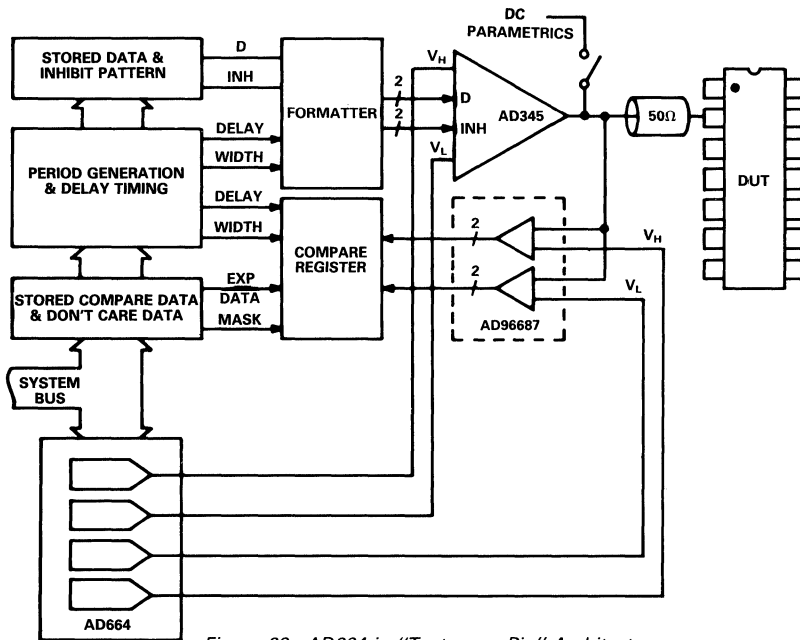 DC
PARAMETRICS
STORED DATA &
INHIBIT PATTERN
D
INH
FORMATTER
2
2
VH
D
INH
VL
AD345
50Ω
DUT
PERIOD GENERATION
& DELAY TIMING
DELAY
WIDTH
DELAY
WIDTH
COMPARE
REGISTER
2
2
VH
VL
AD96687
STORED COMPARE DATA
& DON'T CARE DATA
EXP
DATA
MASK
SYSTEM
BUS
AD664